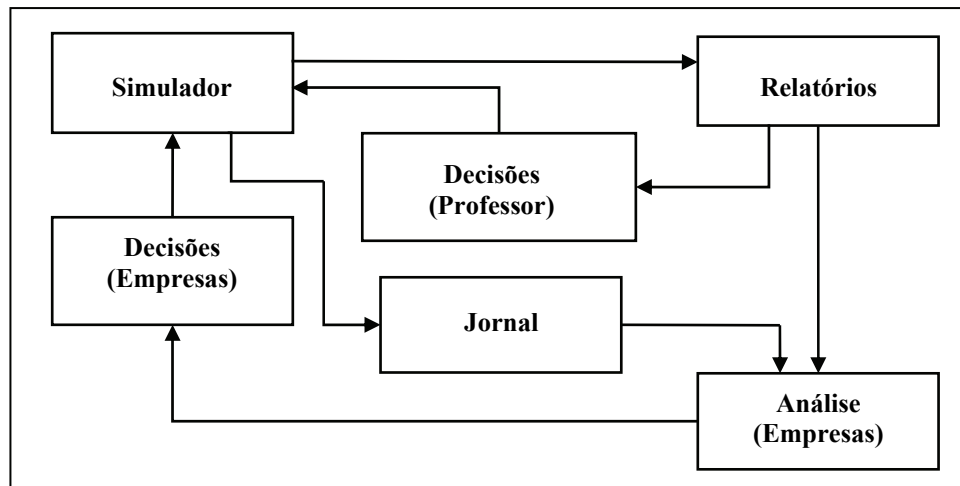 Simulador
Relatórios
Decisões
(Professor)
Decisões
(Empresas)
Jornal
Análise
(Empresas)